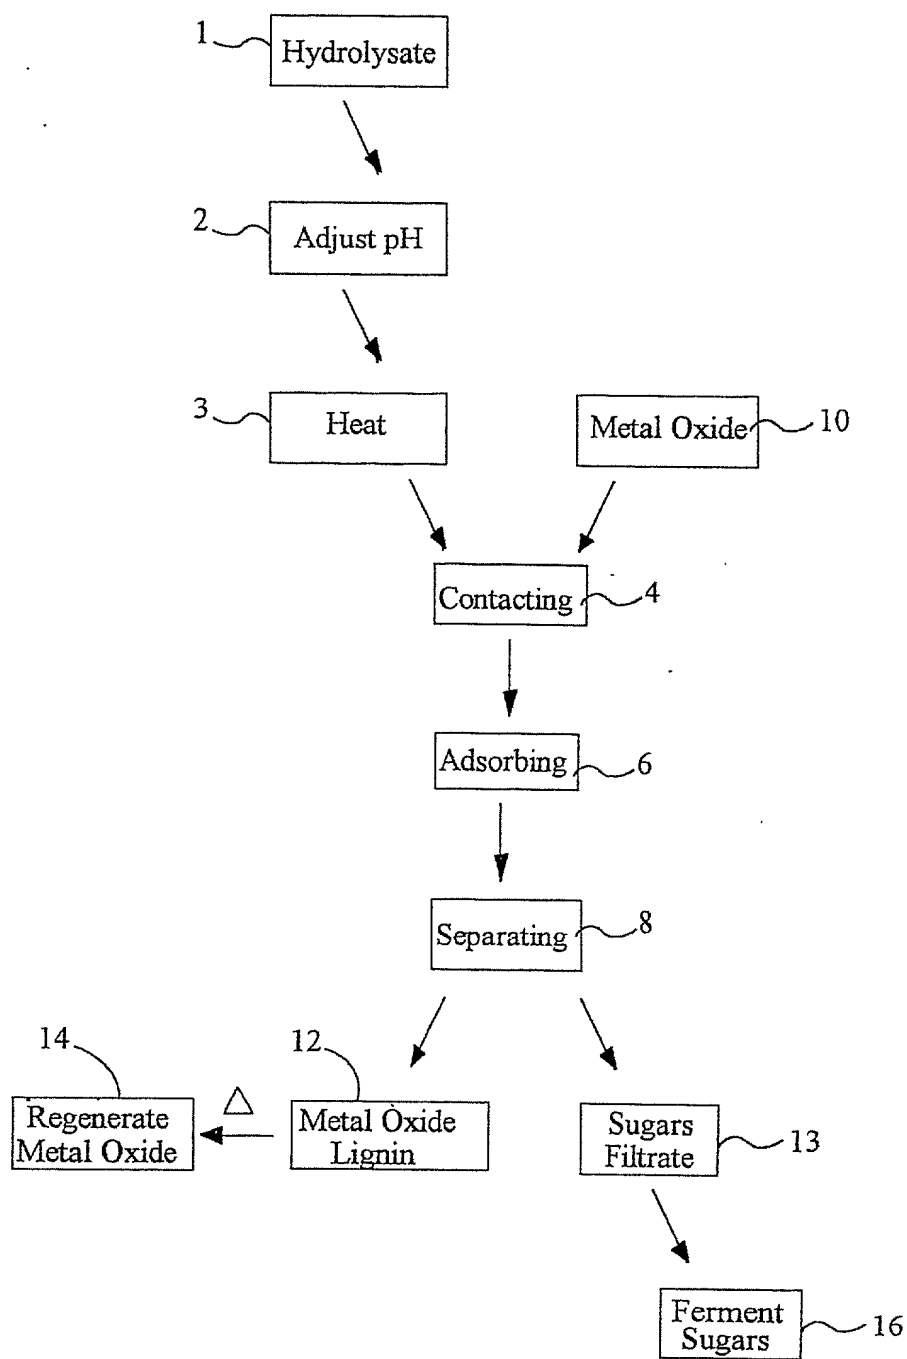 1
Hydrolysate
2
Adjust pH
3
Heat
Metal Oxide
10
Contacting
4
Adsorbing
6
Separating
8
14
12
Regenerate
Metal Oxide
Metal Oxide
Lignin
Sugars
Filtrate
13
Ferment
Sugars
16